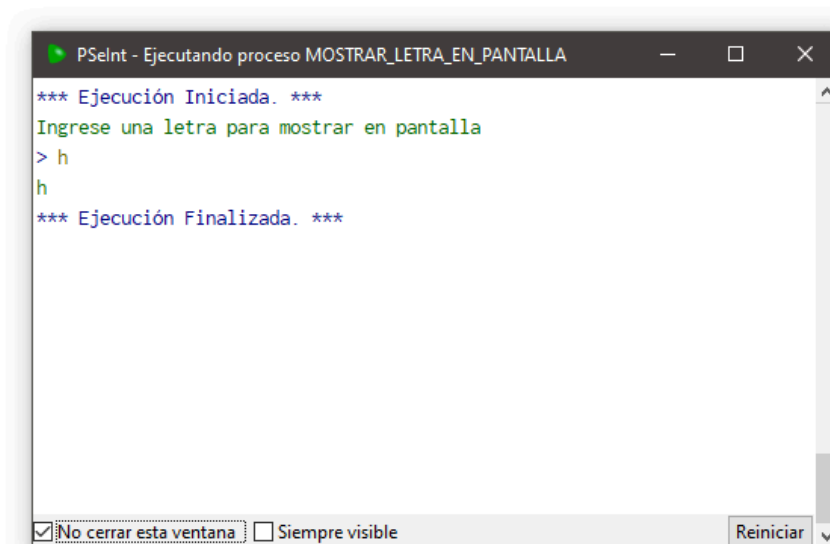 PSeInt - Ejecutando proceso MOSTRAR_LETRA_EN_PANTALLA
*** Ejecución Iniciada. ***
Ingrese una letra para mostrar en pantalla
> h
h
*** Ejecución Finalizada. ***
No cerrar esta ventana Siempre visible Reiniciar